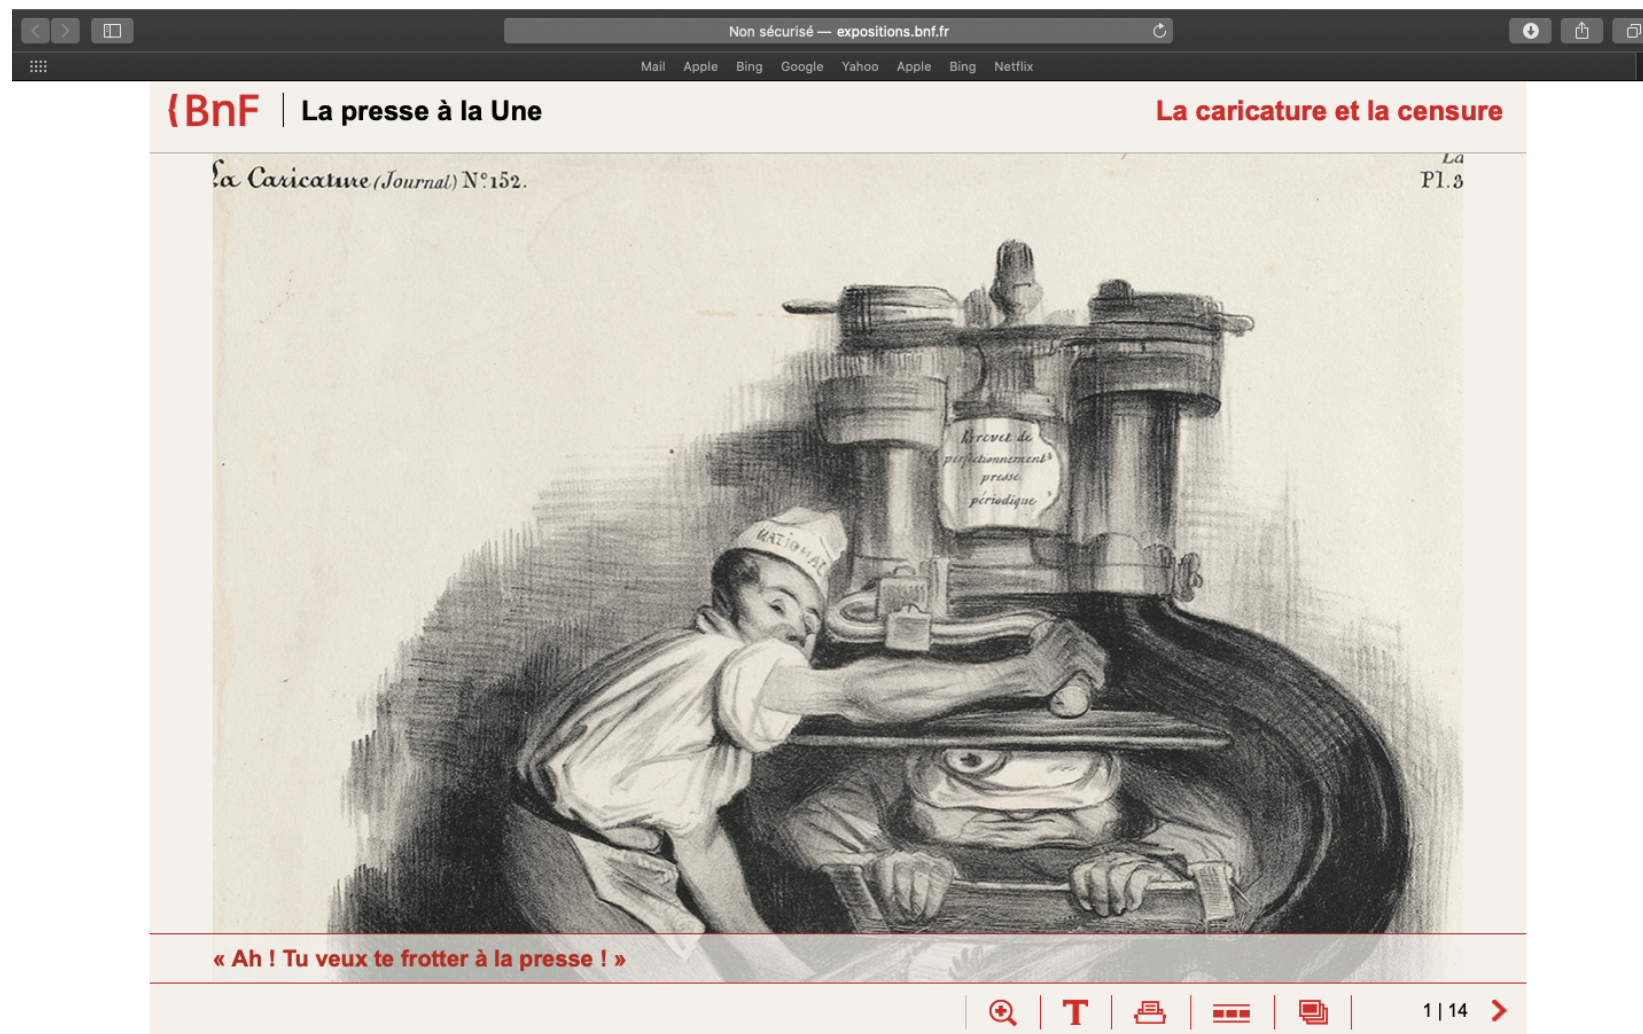 Non sécurisé — expositions.bnf.fr
Mail Apple Bing Google Yahoo Apple Bing Netflix
BnF La presse à la Une
La caricature et la censure
La Caricature (Journal) N.º 152.
La
Pl. 3
Brevet de
perfectionnement
presse
périodique
NATIONAL
« Ah ! Tu veux te frotter à la presse ! »
T
1 | 14